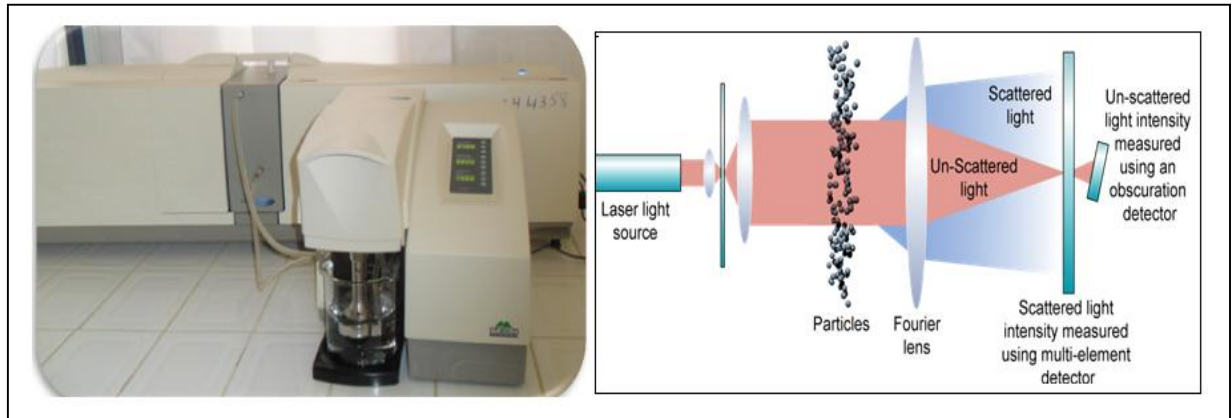 44358
Laser light
source
Particles
Fourier
lens
Scattered
light
Un-Scattered
light
Un-scattered
light intensity
measured
using an
obscuration
detector
Scattered light
intensity measured
using multi-element
detector